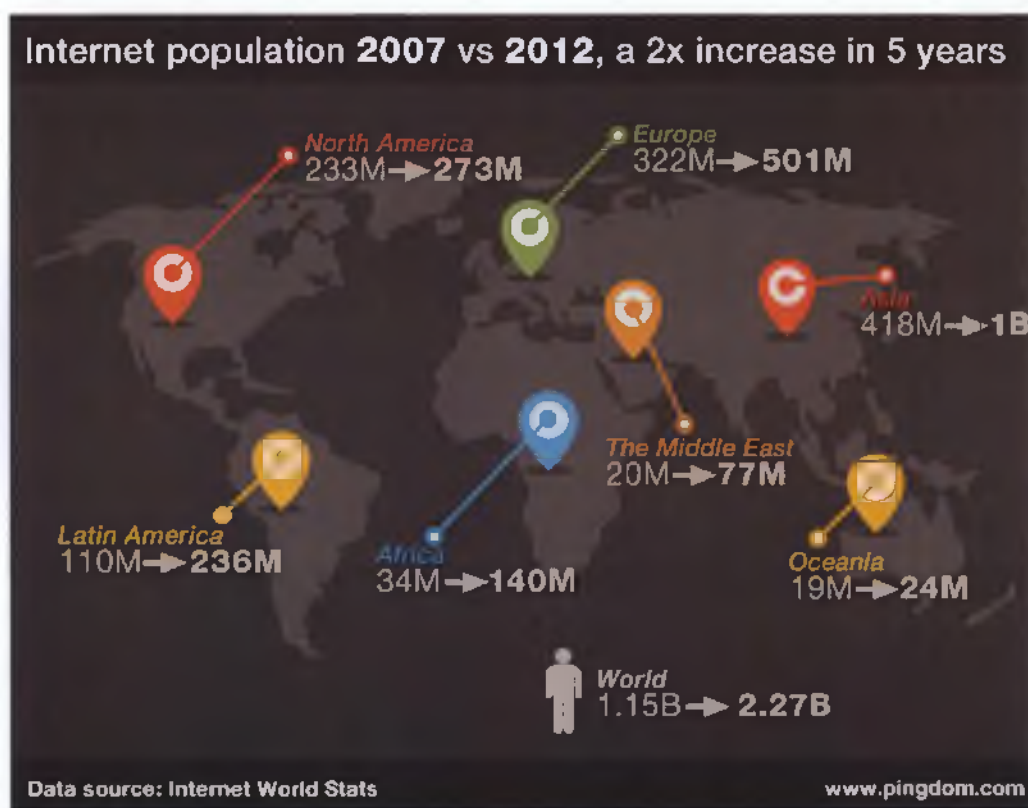 Internet population 2007 vs 2012, a 2x increase in 5 years
North America
233M→273M
Europe
322M→501M
Asia
418M→1B
The Middle East
20M→77M
Latin America
110M→236M
Africa
34M→140M
Oceania
19M→24M
World
1.15B→2.27B
Data source: Internet World Stats
www.pingdom.com